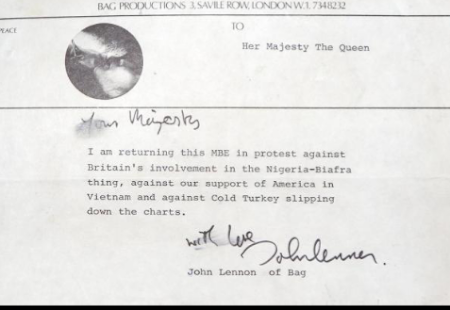 BAG PRODUCTIONS 3, SAVILE ROW, LONDON W.1. 7348232
PLACE
TO
Her Majesty The Queen
Your Majesty
I am returning this MBE in protest against
Britain's involvement in the Nigeria-Biafra
thing, against our support of America in
Vietnam and against Cold Turkey slipping
down the charts.
with love
John Lennon.
John Lennon of Bag